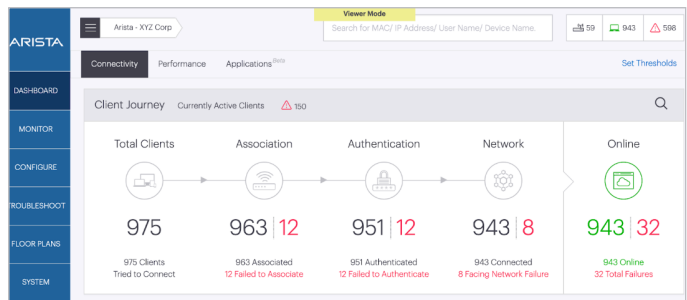 Viewer Mode
ARISTA
Arista - XYZ Corp
Search for MAC/ IP Address/ User Name/ Device Name.
59
943
598
Connectivity
Performance
Applications Beta
Set Thresholds
DASHBOARD
MONITOR
CONFIGURE
TROUBLESHOOT
FLOOR PLANS
SYSTEM
Client Journey
Currently Active Clients
150
Total Clients
Association
Authentication
Network
Online
975
963 | 12
951 | 12
943 | 8
943 | 32
975 Clients
Tried to Connect
963 Associated
12 Failed to Associate
951 Authenticated
12 Failed to Authenticate
943 Connected
8 Facing Network Failure
943 Online
32 Total Failures